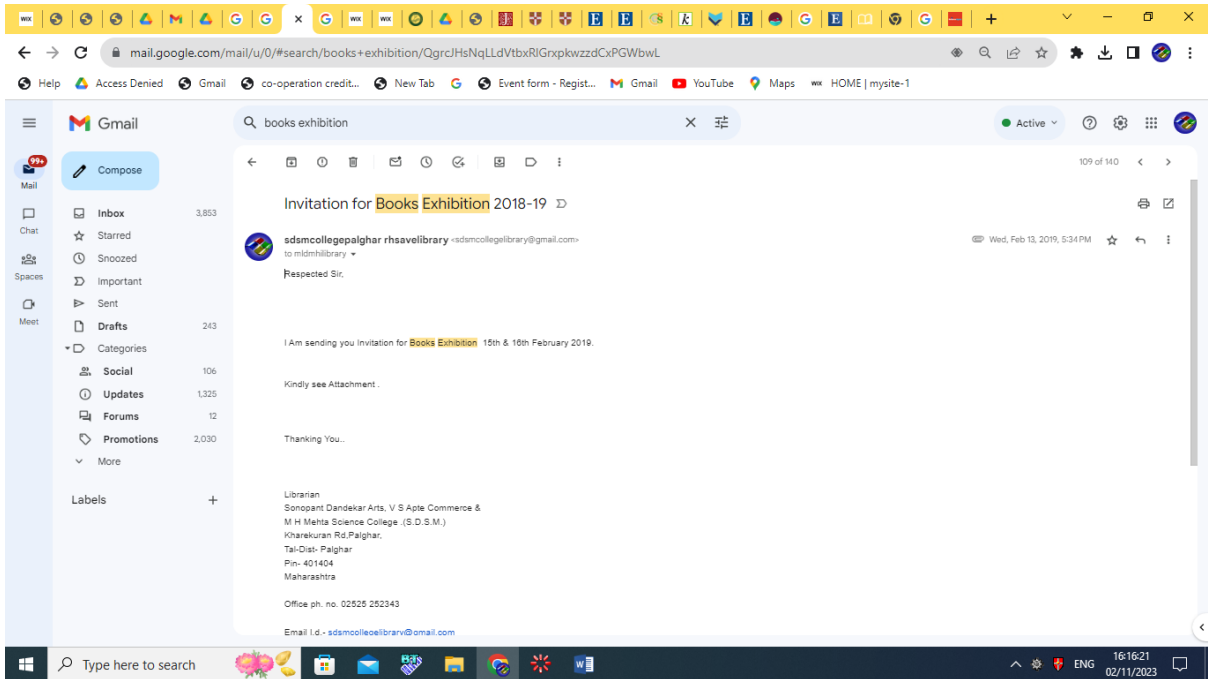 mail.google.com/mail/u/0/#search/books+exhibition/QgrcJHsNqLLdVtbxRlGrxpkwzzdCxPGWbwL
Help Access Denied Gmail co-operation credit... New Tab Event form - Regist... Gmail YouTube Maps WIX HOME | mysite-1
Gmail
books exhibition
Active
99+
Mail
Chat
Spaces
Meet
Compose
Inbox 3,853
Starred
Snoozed
Important
Sent
Drafts 243
Categories
Social 106
Updates 1,325
Forums 12
Promotions 2,030
More
Labels +
109 of 140
Invitation for Books Exhibition 2018-19
sdsmcollegepalghar rhsavelibrary <sdsmcollegelibrary@gmail.com>
Wed, Feb 13, 2019, 5:34 PM
to mldmhilibrary
Respected Sir,
I Am sending you Invitation for Books Exhibition 15th & 16th February 2019.
Kindly see Attachment .
Thanking You..
Librarian
Sonopant Dandekar Arts, V S Apte Commerce &
M H Mehta Science College .(S.D.S.M.)
Kharekuran Rd,Palghar,
Tal-Dist- Palghar
Pin- 401404
Maharashtra
Office ph. no. 02525 252343
Email I.d.- sdsmcollegelibrary@gmail.com
Type here to search
ENG
16:16:21
02/11/2023